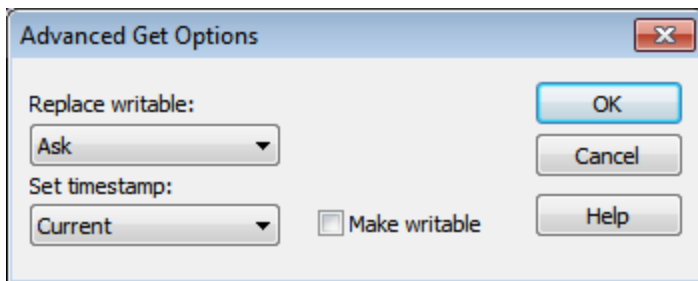 Advanced Get Options
Replace writable:
OK
Ask
Cancel
Set timestamp:
Current
Make writable
Help